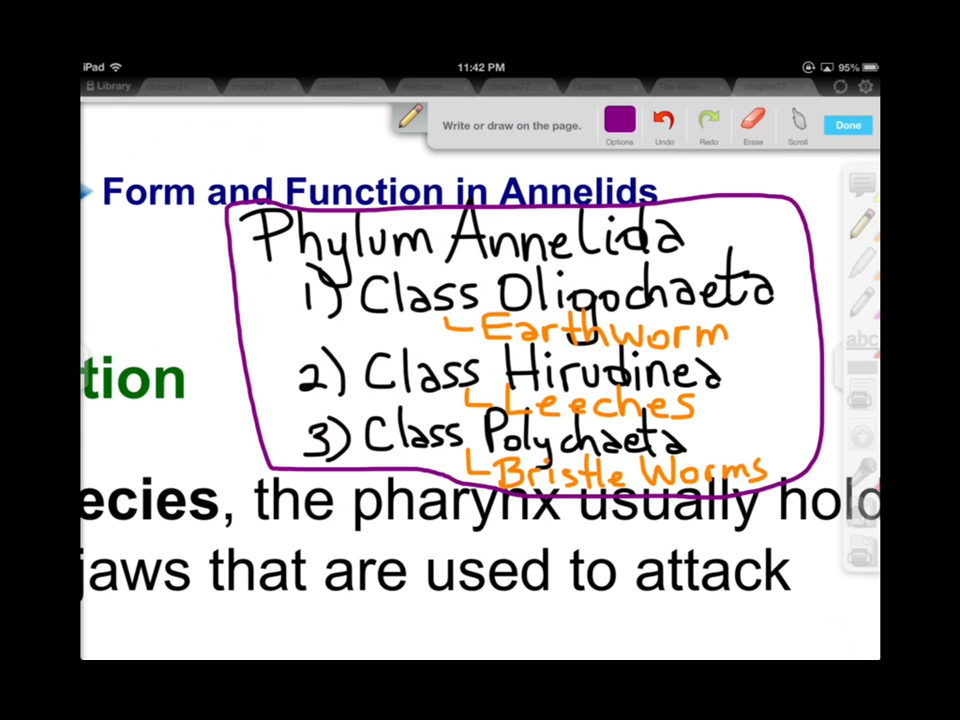 iPad 11:42 PM 95%
Library
Write or draw on the page. Options Undo Redo Erase Scroll Done
Form and Function in Annelids
Phylum Annelida
1) Class Oligochaeta
Earthworm
tion
2) Class Hirudinea
Leeches
3) Class Polychaeta
Bristle Worms
ecies, the pharynx usually hold
jaws that are used to attack
abc